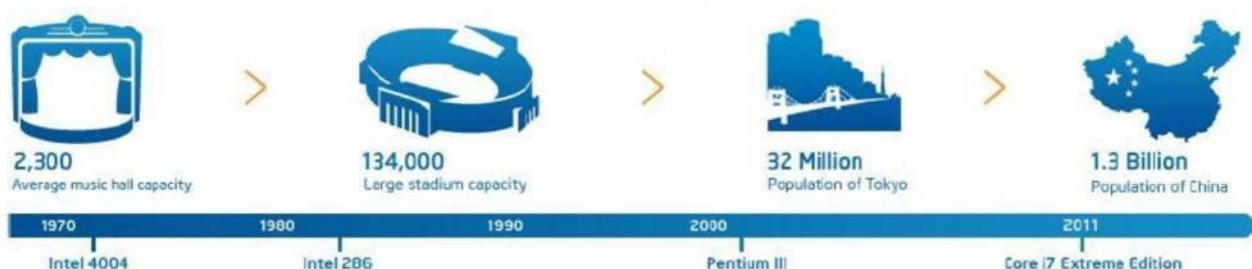 2,300
Average music hall capacity
134,000
Large stadium capacity
32 Million
Population of Tokyo
1.3 Billion
Population of China
1970 1980 1990 2000 2011
Intel 4004 Intel 286 Pentium III Core i7 Extreme Edition